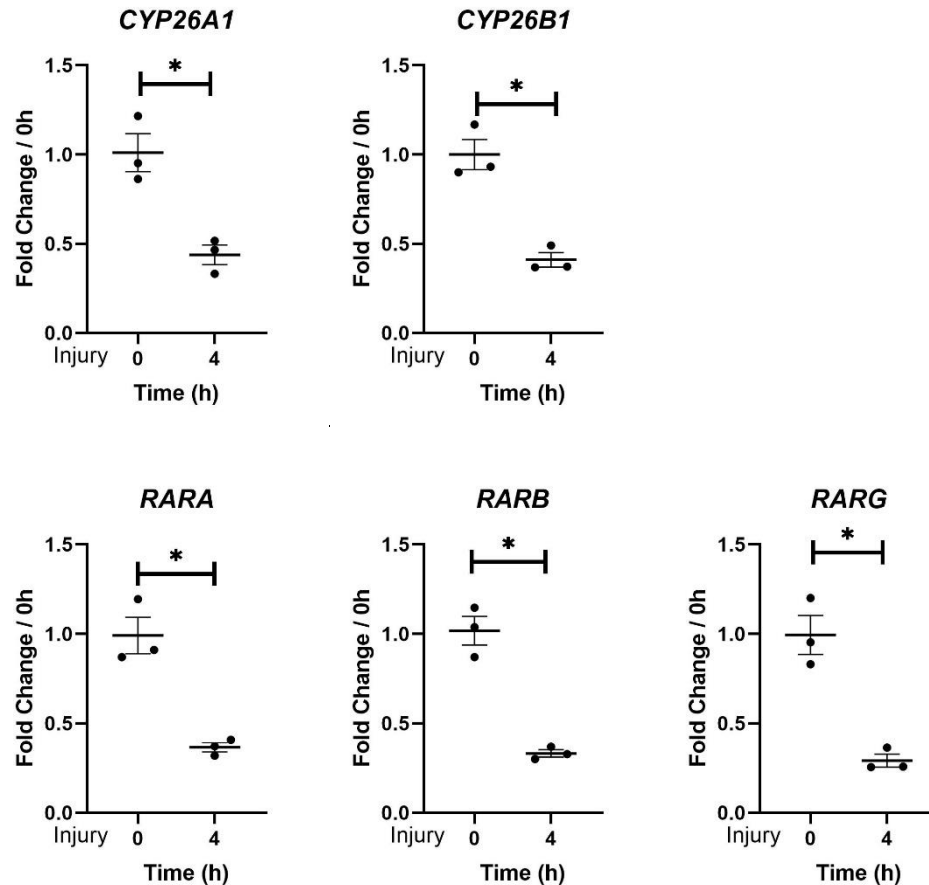 CYP26A1
*
Fold Change / 0h
1.5
1.0
0.5
0.0
Injury 0 4
Time (h)
CYP26B1
*
Fold Change / 0h
1.5
1.0
0.5
0.0
Injury 0 4
Time (h)
RARA
*
Fold Change / 0h
1.5
1.0
0.5
0.0
Injury 0 4
Time (h)
RARB
*
Fold Change / 0h
1.5
1.0
0.5
0.0
Injury 0 4
Time (h)
RARG
*
Fold Change / 0h
1.5
1.0
0.5
0.0
Injury 0 4
Time (h)